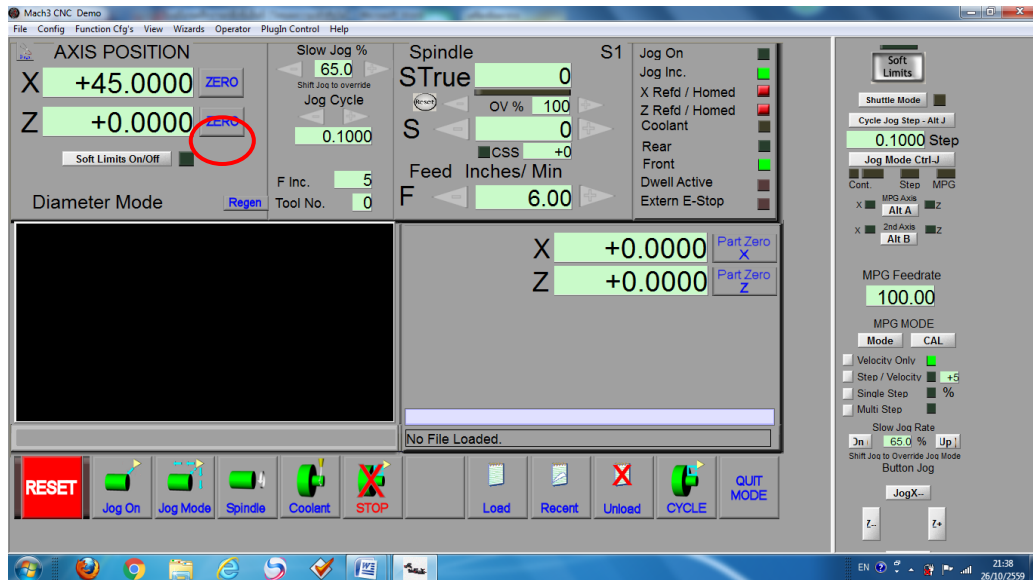 Mach3 CNC Demo
File Config Function Cfg's View Wizards Operator PlugIn Control Help
AXIS POSITION
X +45.0000 ZERO
Z +0.0000 ZERO
Soft Limits On/Off
Diameter Mode Regen
Slow Jog %
65.0
Shift Jog to override
Jog Cycle
0.1000
F Inc. 5
Tool No. 0
Spindle S1
STrue 0
Reset OV % 100
S 0
CSS +0
Feed Inches/ Min
F 6.00
Jog On
Jog Inc.
X Refd / Homed
Z Refd / Homed
Coolant
Rear
Front
Dwell Active
Extern E-Stop
X +0.0000 Part Zero X
Z +0.0000 Part Zero Z
No File Loaded.
RESET
Jog On
Jog Mode
Spindle
Coolant
STOP
Load
Recent
Unload
CYCLE
QUIT MODE
Soft Limits
Shuttle Mode
Cycle Jog Step - Alt J
0.1000 Step
Jog Mode Ctrl-J
Cont. Step MPG
MPG Axis
X Alt A Z
2nd Axis
X Alt B Z
MPG Feedrate
100.00
MPG MODE
Mode CAL
Velocity Only
Step / Velocity +5
Single Step %
Multi Step
Slow Jog Rate
65.0 % Up
Shift Jog to Override Jog Mode
Button Jog
JogX--
Z-- Z+
EN 21:38
26/10/2559